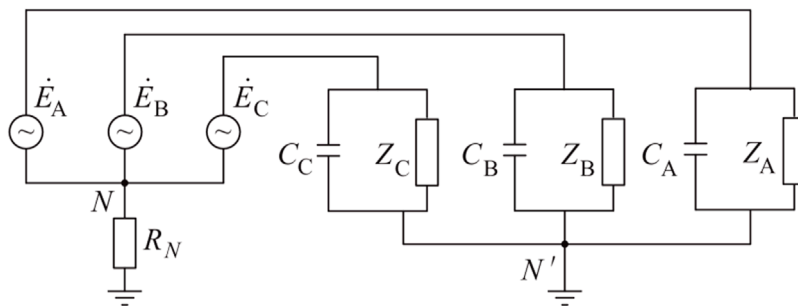 Ė_A Ė_B Ė_C
C_C Z_C C_B Z_B C_A Z_A
N
R_N
N′